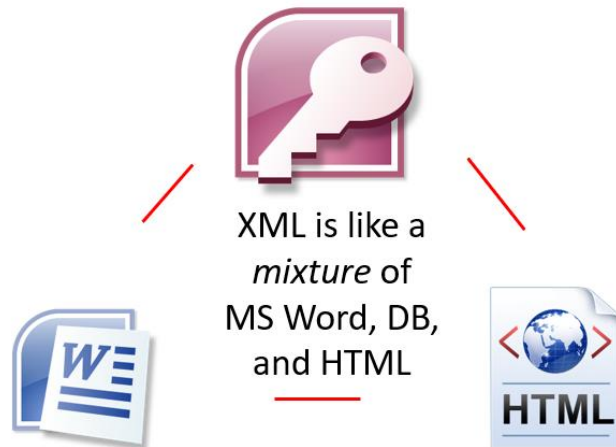 XML is like a
mixture of
MS Word, DB,
and HTML
W
< >
HTML